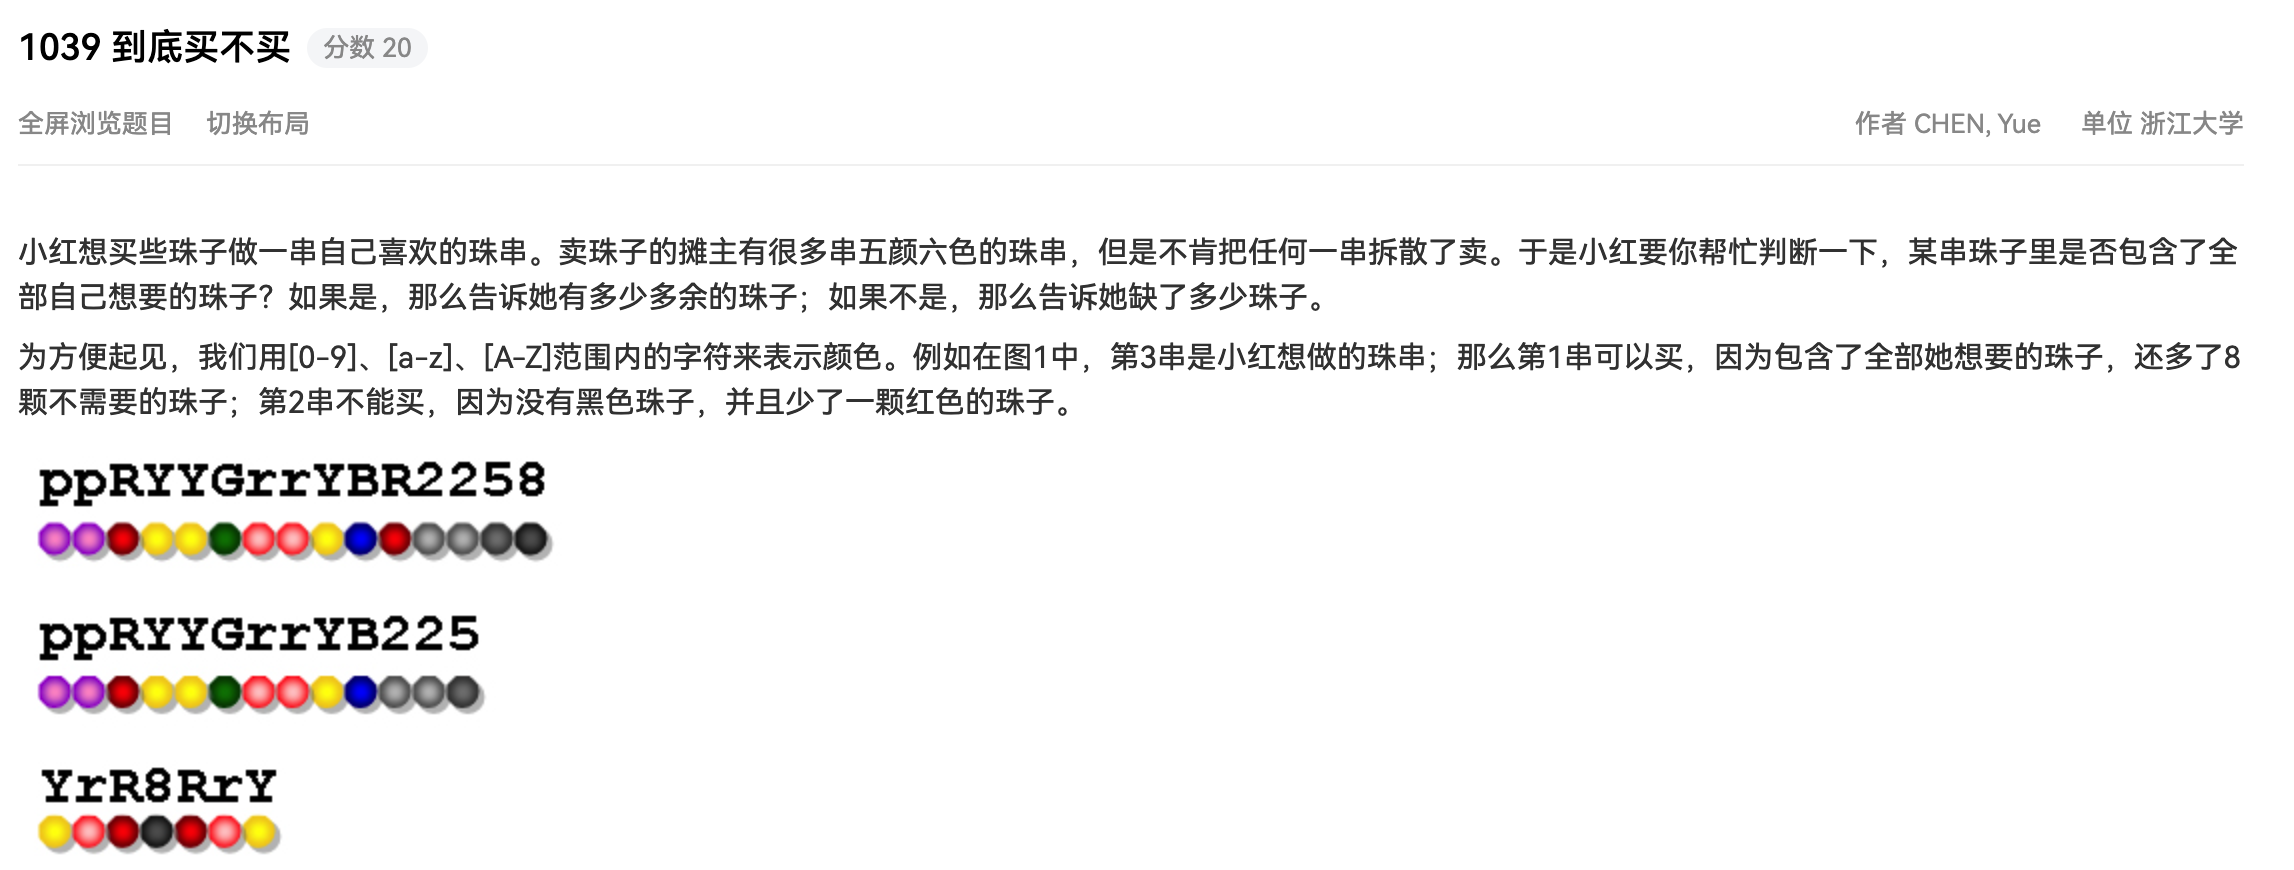 1039 到底买不买 分数 20
全屏浏览题目 切换布局 作者 CHEN, Yue 单位 浙江大学
小红想买些珠子做一串自己喜欢的珠串。卖珠子的摊主有很多串五颜六色的珠串，但是不肯把任何一串拆散了卖。于是小红要你帮忙判断一下，某串珠子里是否包含了全
部自己想要的珠子？如果是，那么告诉她有多少多余的珠子；如果不是，那么告诉她缺了多少珠子。
为方便起见，我们用[0-9]、[a-z]、[A-Z]范围内的字符来表示颜色。例如在图1中，第3串是小红想做的珠串；那么第1串可以买，因为包含了全部她想要的珠子，还多了8
颗不需要的珠子；第2串不能买，因为没有黑色珠子，并且少了一颗红色的珠子。
ppRYYGrrYBR2258
ppRYYGrrYB225
YrR8RrY